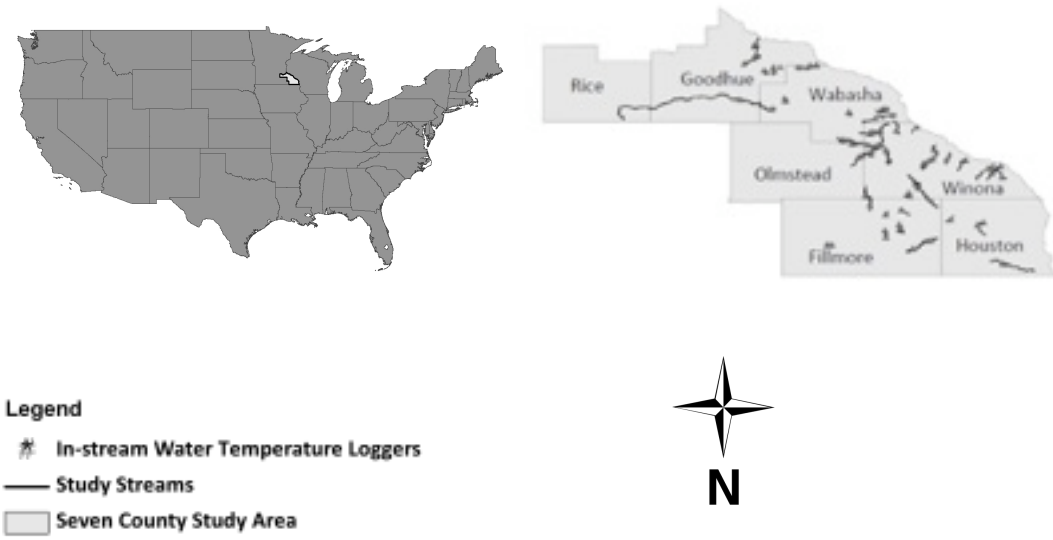 Rice
Goodhue
Wabasha
Olmstead
Winona
Fillmore
Houston
Legend
In-stream Water Temperature Loggers
Study Streams
Seven County Study Area
N